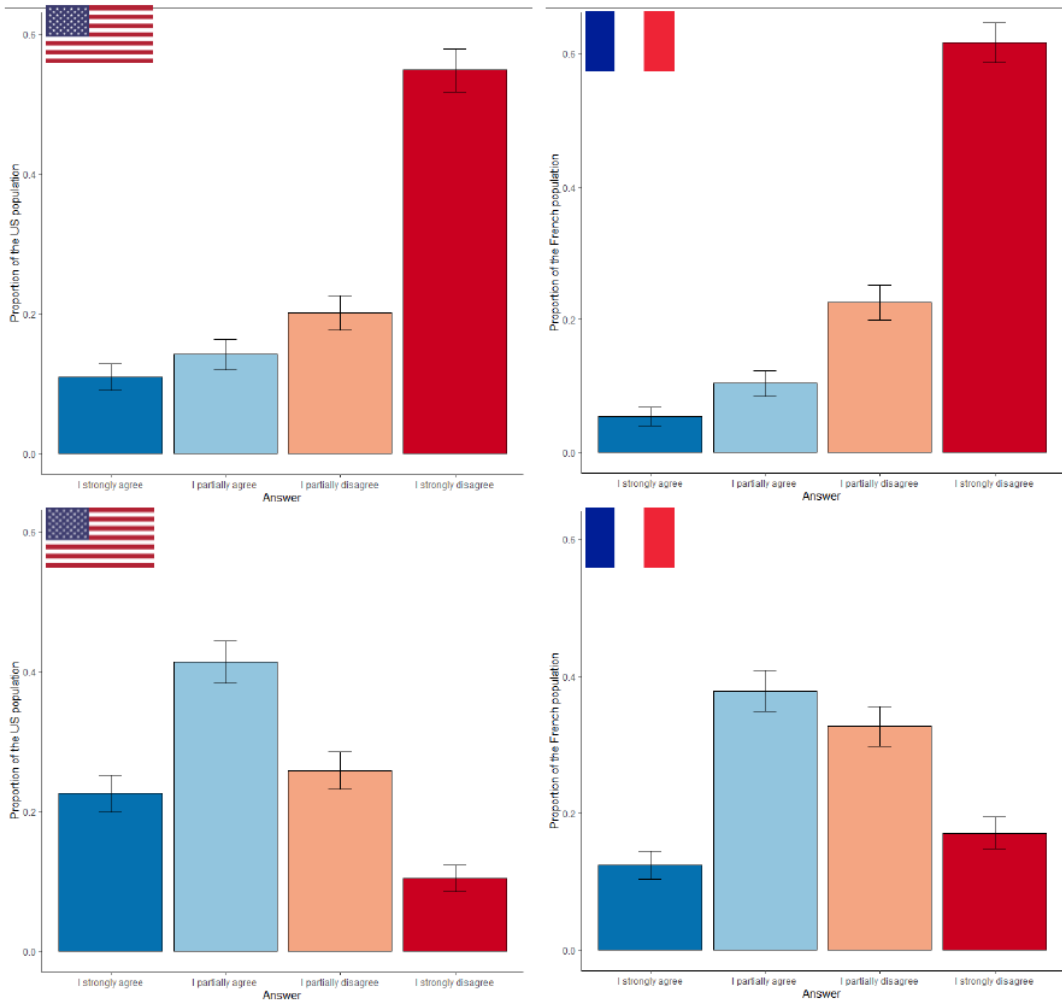 0.6
0.4
0.2
0.0
Proportion of the US population
I strongly agree
I partially agree
I partially disagree
I strongly disagree
Answer
0.6
0.4
0.2
0.0
Proportion of the French population
I strongly agree
I partially agree
I partially disagree
I strongly disagree
Answer
0.6
0.4
0.2
0.0
Proportion of the US population
I strongly agree
I partially agree
I partially disagree
I strongly disagree
Answer
0.6
0.4
0.2
0.0
Proportion of the French population
I strongly agree
I partially agree
I partially disagree
I strongly disagree
Answer